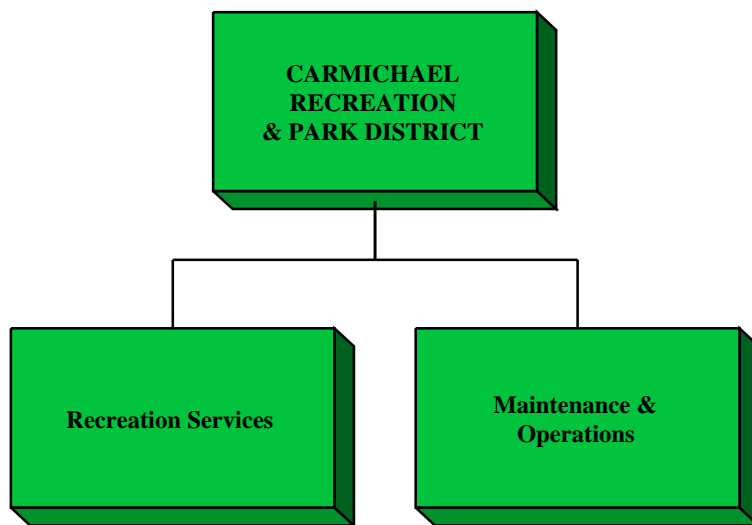 CARMICHAEL
RECREATION
& PARK DISTRICT
Recreation Services
Maintenance &
Operations